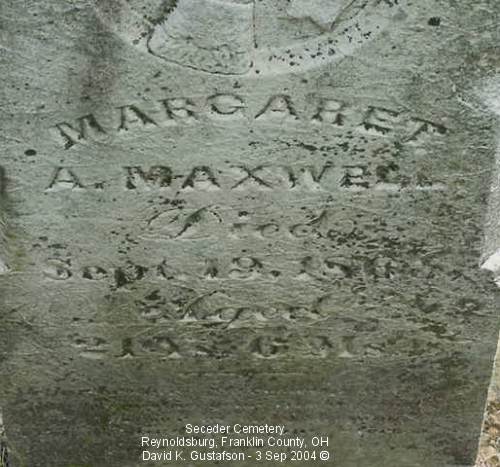 MARGARET
A. MAXWELL
Died
Sept. 19,
Aged
Seceder Cemetery
Reynoldsburg, Franklin County, OH
David K. Gustafson - 3 Sep 2004 ©